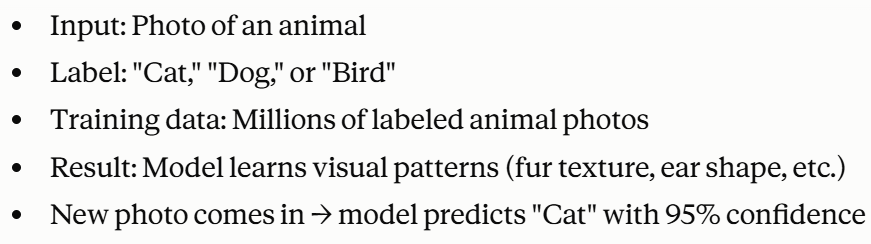 • Input: Photo of an animal
• Label: "Cat," "Dog," or "Bird"
• Training data: Millions of labeled animal photos
• Result: Model learns visual patterns (fur texture, ear shape, etc.)
• New photo comes in → model predicts "Cat" with 95% confidence